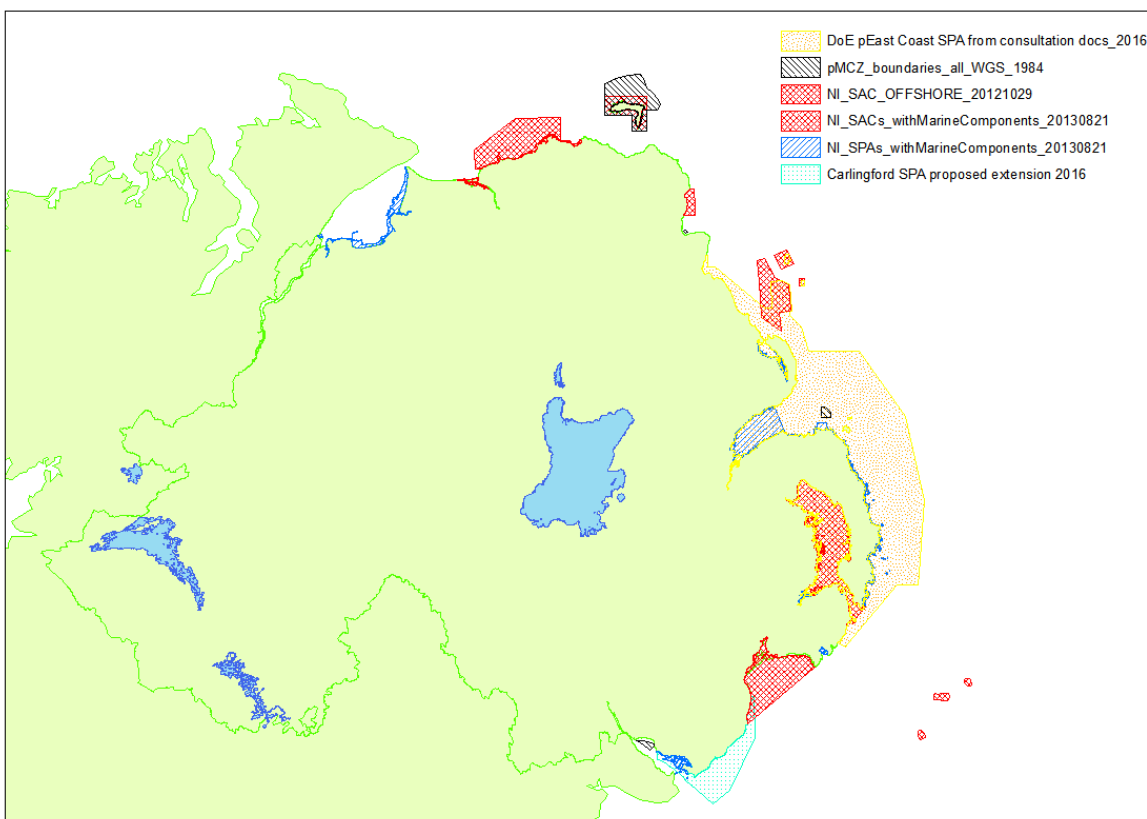 DoE pEast Coast SPA from consultation docs_2016
pMCZ_boundaries_all_WGS_1984
NI_SAC_OFFSHORE_20121029
NI_SACs_withMarineComponents_20130821
NI_SPAs_withMarineComponents_20130821
Carlingford SPA proposed extension 2016